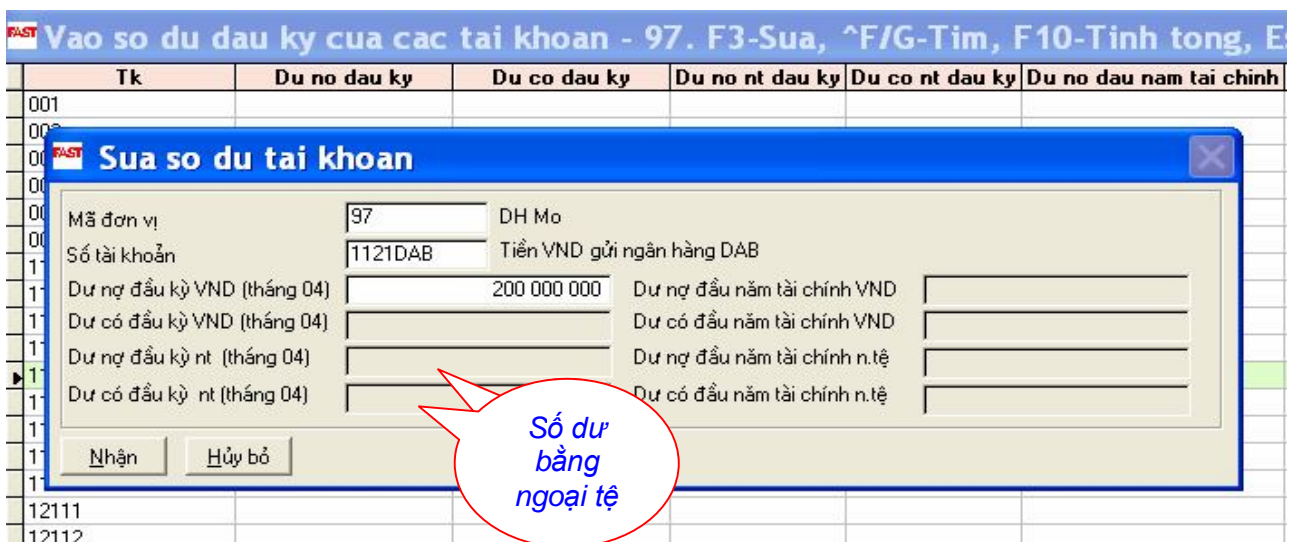 FAST Vao so du dau ky cua cac tai khoan - 97. F3-Sua, ^F/G-Tim, F10-Tinh tong, Es
Tk Du no dau ky Du co dau ky Du no nt dau ky Du co nt dau ky Du no dau nam tai chinh
001
FAST Sua so du tai khoan
Mã đơn vị 97 DH Mo
Số tài khoản 1121DAB Tiền VND gửi ngân hàng DAB
Dư nợ đầu kỳ VND (tháng 04) 200 000 000 Dư nợ đầu năm tài chính VND
Dư có đầu kỳ VND (tháng 04) Dư có đầu năm tài chính VND
Dư nợ đầu kỳ nt (tháng 04) Dư nợ đầu năm tài chính n.tệ
Dư có đầu kỳ nt (tháng 04) Dư có đầu năm tài chính n.tệ
Số dư
bằng
ngoại tệ
Nhận Hủy bỏ
12111
12112